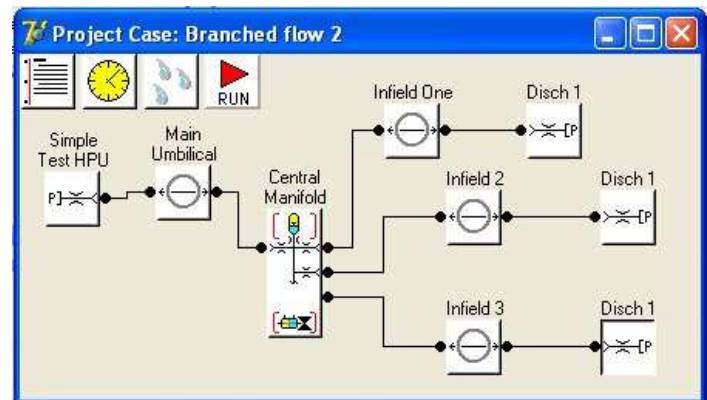 Project Case: Branched flow 2
RUN
Infield One
Disch 1
Simple
Test HPU
Main
Umbilical
P
P
Central
Manifold
Infield 2
Disch 1
P
Infield 3
Disch 1
P